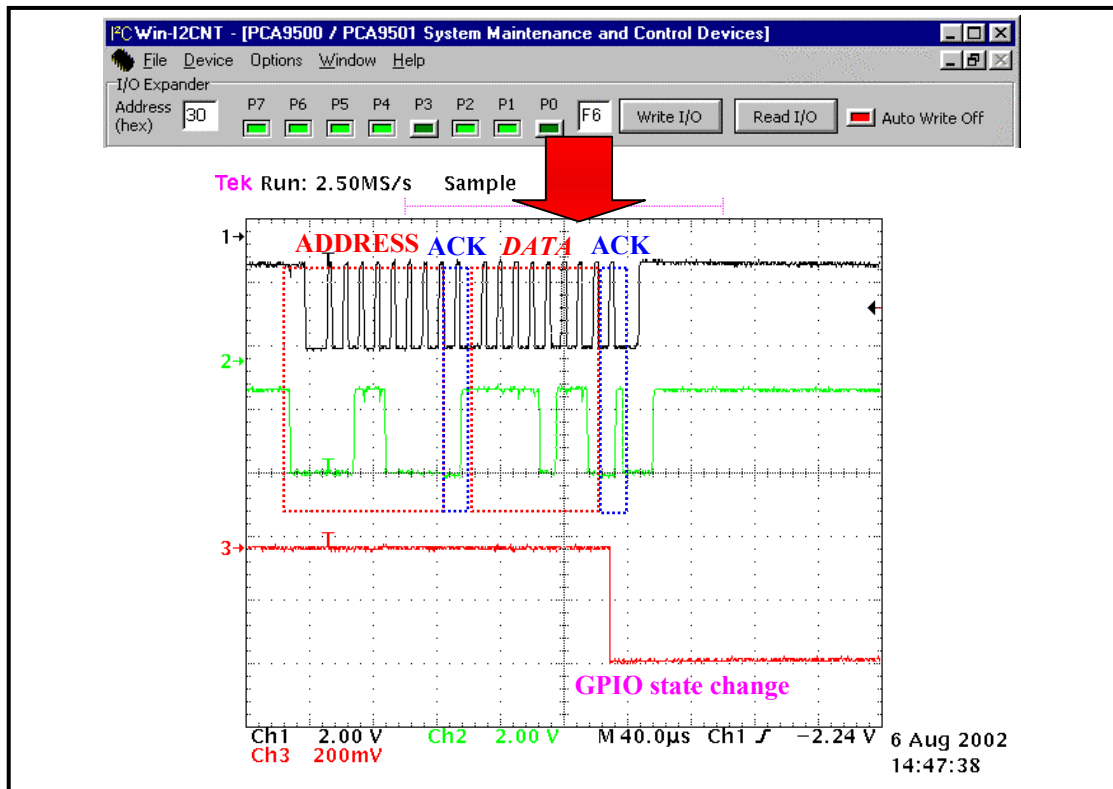 I²C Win-I2CNT - [PCA9500 / PCA9501 System Maintenance and Control Devices]
File Device Options Window Help
I/O Expander
Address (hex) 30 P7 P6 P5 P4 P3 P2 P1 P0 F6 Write I/O Read I/O Auto Write Off
Tek Run: 2.50MS/s Sample
ADDRESS ACK DATA ACK
1
2
3
GPIO state change
Ch1 2.00 V Ch2 2.00 V M 40.0µs Ch1 -2.24 V
Ch3 200mV
6 Aug 2002
14:47:38